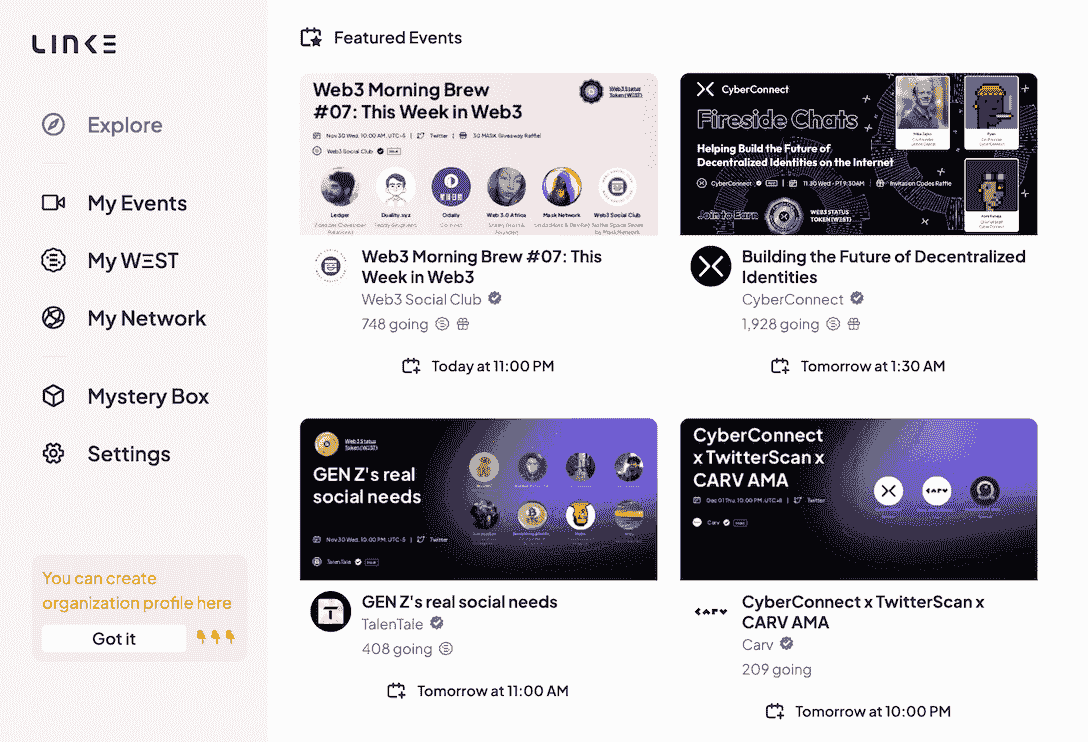 LINKE
Explore
My Events
My WEST
My Network
Mystery Box
Settings
You can create
organization profile here
Got it
Featured Events
Web3 Morning Brew
#07: This Week in Web3
Web3 Status
Token (WEST)
Nov 30 Wed, 10:00 AM, UTC-5 | Twitter | 30 MASK Giveaway Raffle
Web3 Social Club
Ledger
Duality.xyz
Odaily
Web 3.0 Africa
Mask Network
Web3 Social Club
Web3 Morning Brew #07: This
Week in Web3
Web3 Social Club
748 going
Today at 11:00 PM
CyberConnect
Fireside Chats
Helping Build the Future of
Decentralized Identities on the Internet
CyberConnect | 11.30 Wed - PT 9:30AM | Invitation Codes Raffle
Join to Earn
WEB3 STATUS
TOKEN (WEST)
Building the Future of Decentralized
Identities
CyberConnect
1,928 going
Tomorrow at 1:30 AM
Web3 Status
Token (WEST)
GEN Z's real
social needs
Nov 30 Wed, 10:00 PM, UTC-5 | Twitter
TalenTale
GEN Z's real social needs
TalenTale
408 going
Tomorrow at 11:00 AM
CyberConnect
x TwitterScan x
CARV AMA
Dec 01 Thu, 10:00 PM, UTC+8 | Twitter
Carv
CARV
CARV
CyberConnect x TwitterScan x
CARV AMA
Carv
209 going
Tomorrow at 10:00 PM